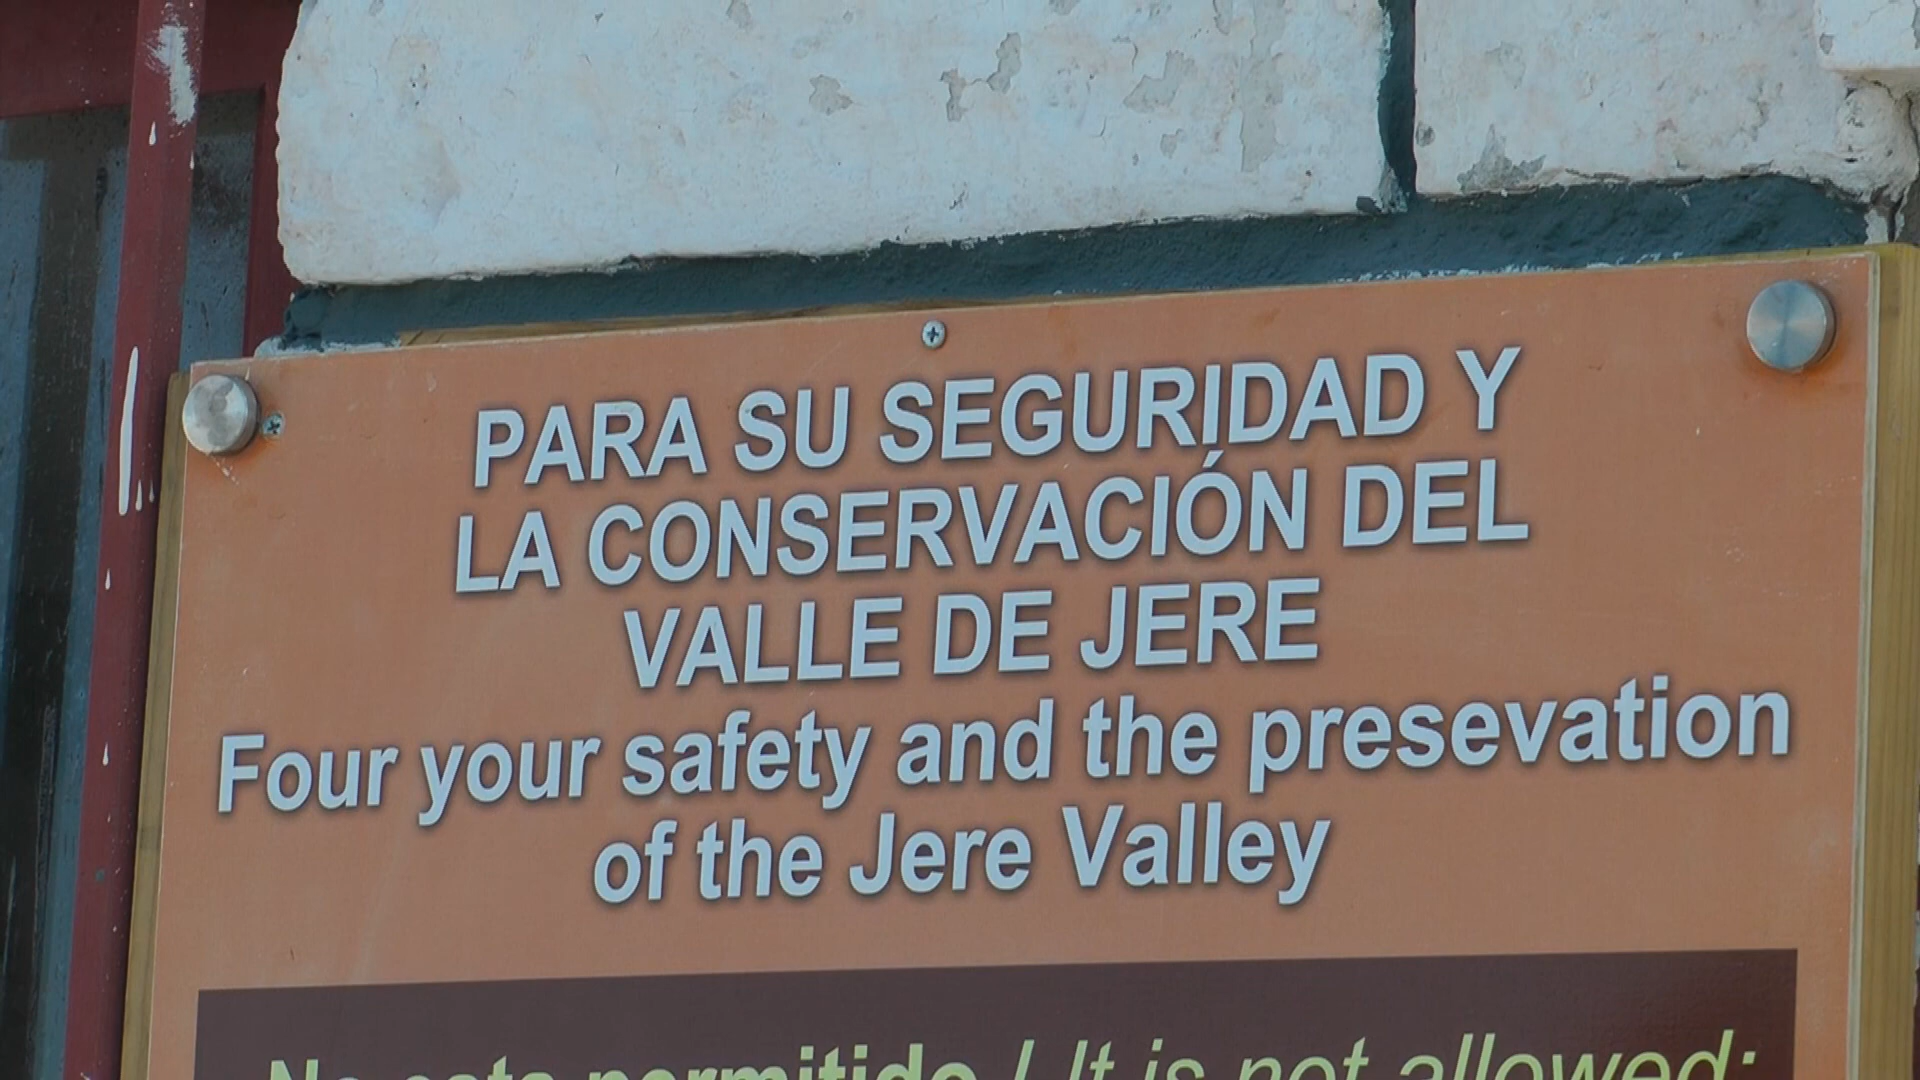 PARA SU SEGURIDAD Y
LA CONSERVACIÓN DEL
VALLE DE JERE
Four your safety and the presevation
of the Jere Valley
No esta permitido / It is not allowed: